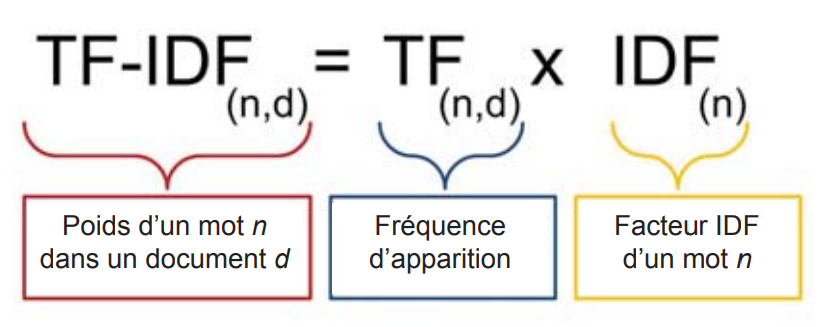 TF-IDF(n,d) = TF(n,d) x IDF(n)
Poids d’un mot n
dans un document d
Fréquence
d’apparition
Facteur IDF
d’un mot n